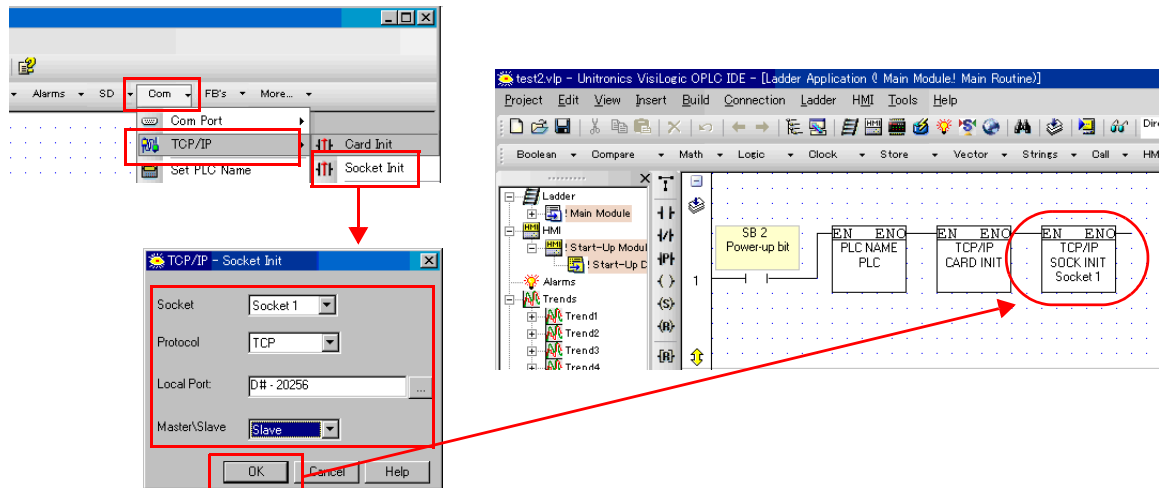 Alarms SD Com FB's More...
Com Port
TCP/IP
Set PLC Name
Card Init
Socket Init
TCP/IP - Socket Init
Socket Socket 1
Protocol TCP
Local Port: D# - 20256 ...
Master\Slave Slave
OK Cancel Help
test2.vlp - Unitronics VisiLogic OPLC IDE - [Ladder Application (! Main Module! Main Routine)]
Project Edit View Insert Build Connection Ladder HMI Tools Help
Dire
Boolean Compare Math Logic Clock Store Vector Strings Call HM
Ladder
! Main Module
HMI
! Start-Up Modul
! Start-Up D
Alarms
Trends
Trend1
Trend2
Trend3
Trend4
1
SB 2
Power-up bit
EN ENO
PLC NAME
PLC
EN ENO
TCP/IP
CARD INIT
EN ENO
TCP/IP
SOCK INIT
Socket 1